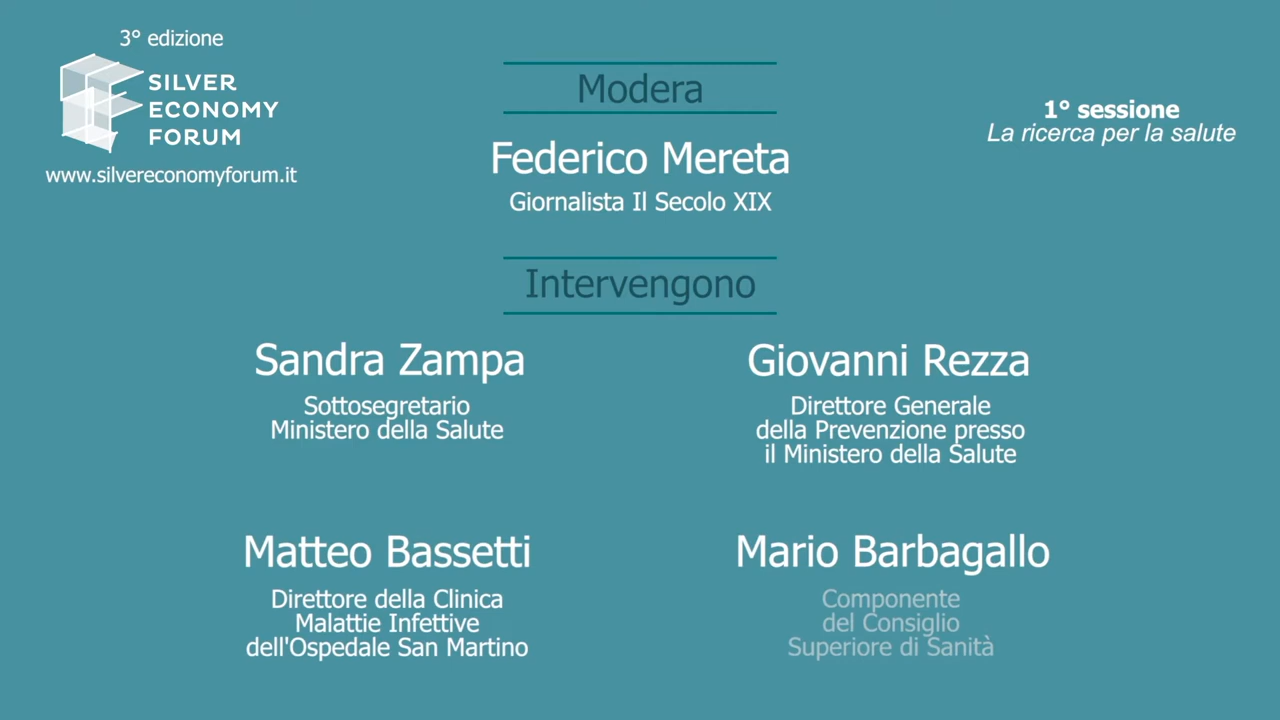 3° edizione
SILVER
ECONOMY
FORUM
www.silvereconomyforum.it
Modera
Federico Mereta
Giornalista Il Secolo XIX
1° sessione
La ricerca per la salute
Intervengono
Sandra Zampa
Sottosegretario
Ministero della Salute
Giovanni Rezza
Direttore Generale
della Prevenzione presso
il Ministero della Salute
Matteo Bassetti
Direttore della Clinica
Malattie Infettive
dell'Ospedale San Martino
Mario Barbagallo
Componente
del Consiglio
Superiore di Sanità